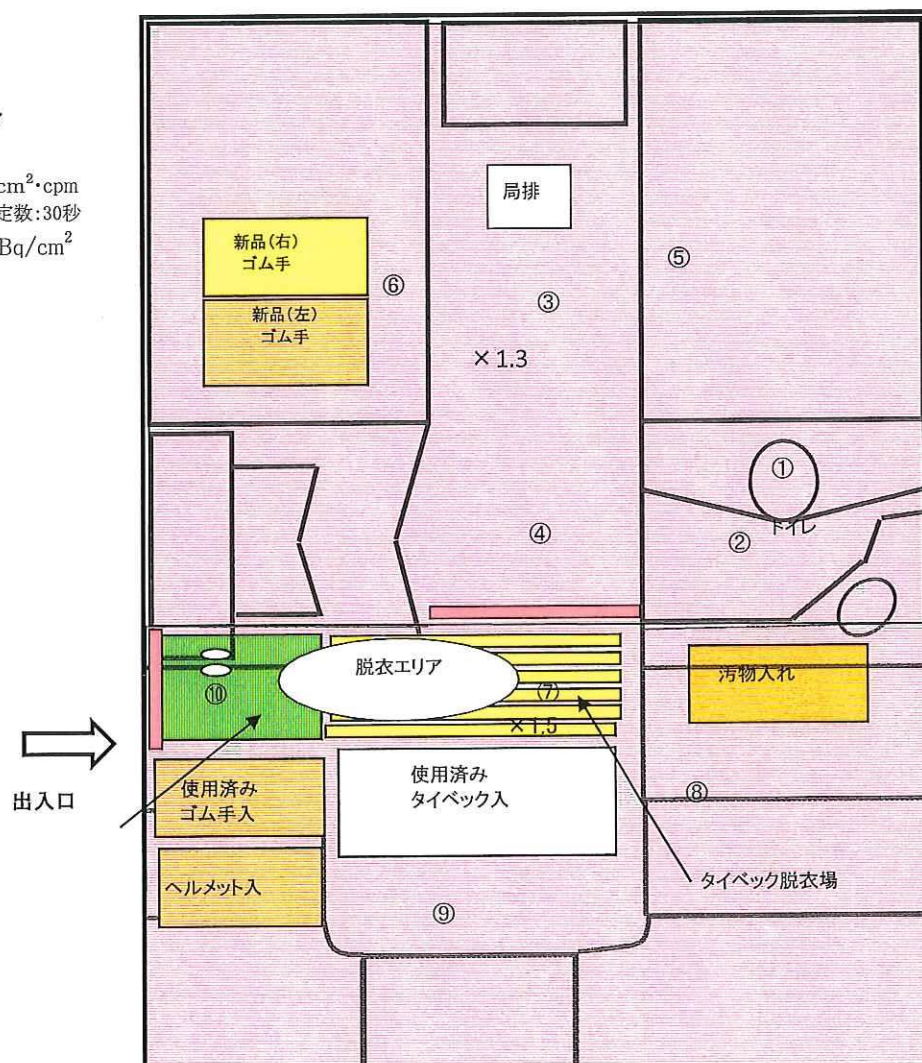 cm²・cpm
定数:30秒
Bq/cm²
局排
新品(右)
ゴム手
⑤
⑥
新品(左)
ゴム手
③
×1.3
①
トイレ
④
②
脱衣エリア
⑦
⑩
汚物入れ
×1.5
出入口
使用済み
ゴム手入
使用済み
タイベック入
⑧
ヘルメット入
タイベック脱衣場
⑨